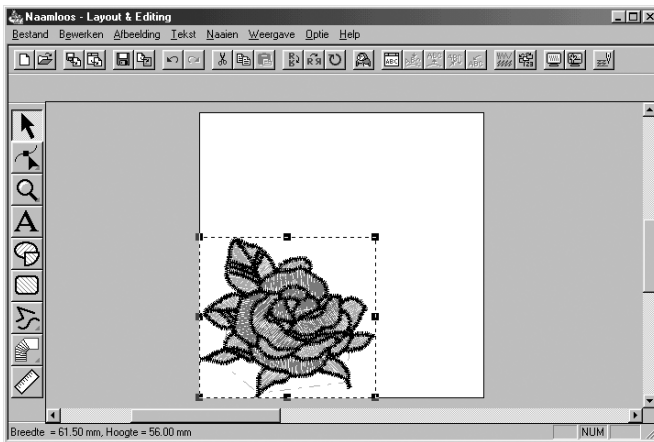 Naamloos - Layout & Editing
Bestand Bewerken Afbeelding Tekst Naaien Weergave Optie Help
ABC
A
Breedte = 61.50 mm, Hoogte = 56.00 mm
NUM